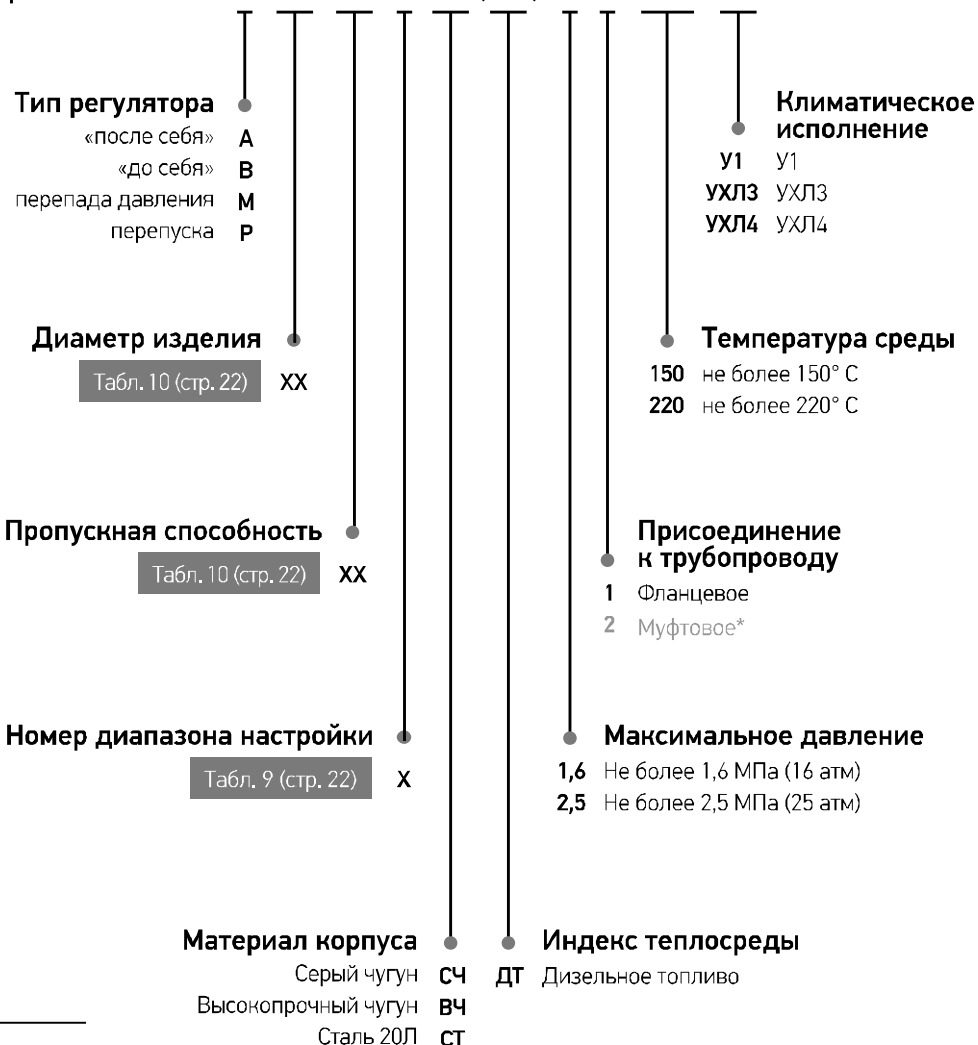 Тип регулятора
«после себя» А
«до себя» В
перепада давления М
перепуска Р
Климатическое
исполнение
У1 У1
УХЛ3 УХЛ3
УХЛ4 УХЛ4
Диаметр изделия
Табл. 10 (стр. 22) XX
Температура среды
150 не более 150° С
220 не более 220° С
Пропускная способность
Табл. 10 (стр. 22) XX
Присоединение
к трубопроводу
1 Фланцевое
2 Муфтовое*
Номер диапазона настройки
Табл. 9 (стр. 22) X
Максимальное давление
1,6 Не более 1,6 МПа (16 атм)
2,5 Не более 2,5 МПа (25 атм)
Материал корпуса
Серый чугун СЧ
Высокопрочный чугун ВЧ
Сталь 20Л СТ
Индекс теплосреды
ДТ Дизельное топливо